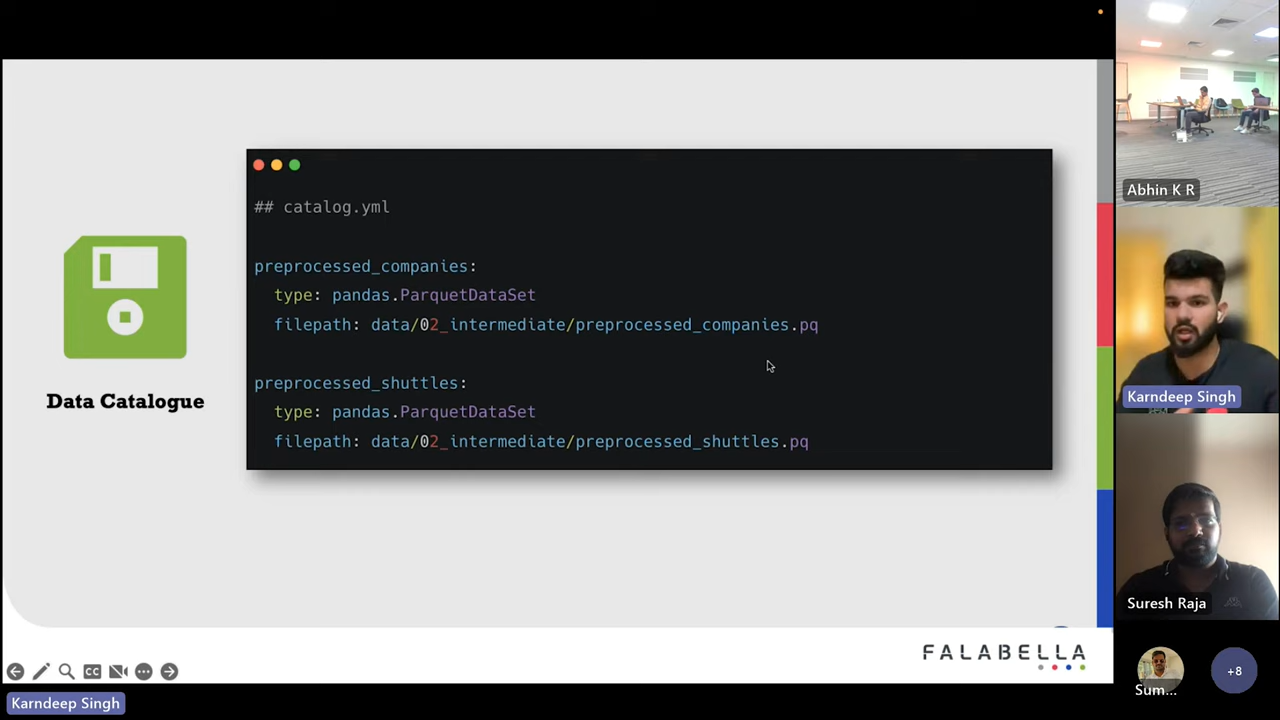 ## catalog.yml
preprocessed_companies:
type: pandas.ParquetDataSet
filepath: data/02_intermediate/preprocessed_companies.pq
preprocessed_shuttles:
type: pandas.ParquetDataSet
filepath: data/02_intermediate/preprocessed_shuttles.pq
Data Catalogue
FALABELLA
CC
Karndeep Singh
Abhin K R
Karndeep Singh
Suresh Raja
Sum...
+8